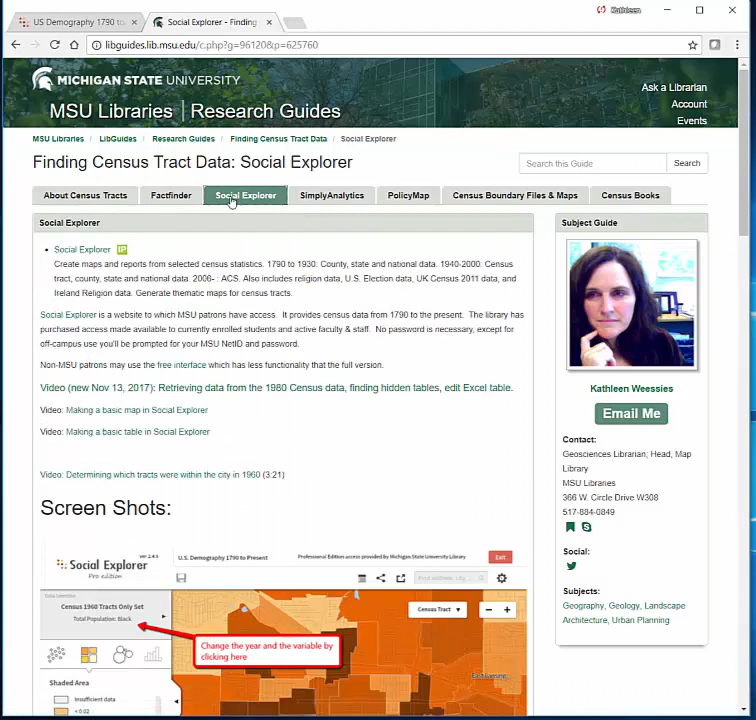 US Demography 1790 to
Social Explorer - Finding
Kathleen
libguides.lib.msu.edu/c.php?g=96120&p=625760
MICHIGAN STATE UNIVERSITY
MSU Libraries | Research Guides
Ask a Librarian
Account
Events
MSU Libraries / LibGuides / Research Guides / Finding Census Tract Data / Social Explorer
Finding Census Tract Data: Social Explorer
Search this Guide
Search
About Census Tracts
Factfinder
Social Explorer
SimplyAnalytics
PolicyMap
Census Boundary Files & Maps
Census Books
Social Explorer
• Social Explorer IP
Create maps and reports from selected census statistics. 1790 to 1930: County, state and national data. 1940-2000: Census
tract, county, state and national data. 2006- : ACS. Also includes religion data, U.S. Election data, UK Census 2011 data, and
Ireland Religion data. Generate thematic maps for census tracts.
Social Explorer is a website to which MSU patrons have access. It provides census data from 1790 to the present. The library has
purchased access made available to currently enrolled students and active faculty & staff. No password is necessary, except for
off-campus use you'll be prompted for your MSU NetID and password.
Non-MSU patrons may use the free interface which has less functionality that the full version.
Video (new Nov 13, 2017): Retrieving data from the 1980 Census data, finding hidden tables, edit Excel table.
Video: Making a basic map in Social Explorer
Video: Making a basic table in Social Explorer
Video: Determining which tracts were within the city in 1960 (3:21)
Screen Shots:
ver 2.4.5
Social Explorer
Pro edition
U.S. Demography 1790 to Present
Professional Edition access provided by Michigan State University Library
Exit
Find address, city,...
Census 1960 Tracts Only Set
Total Population: Black
Census Tract
Change the year and the variable by
clicking here
Shaded Area
Insufficient data
< 0.02
Subject Guide
Kathleen Weessies
Email Me
Contact:
Geosciences Librarian; Head, Map
Library
MSU Libraries
366 W. Circle Drive W308
517-884-0849
Social:
Subjects:
Geography, Geology, Landscape
Architecture, Urban Planning